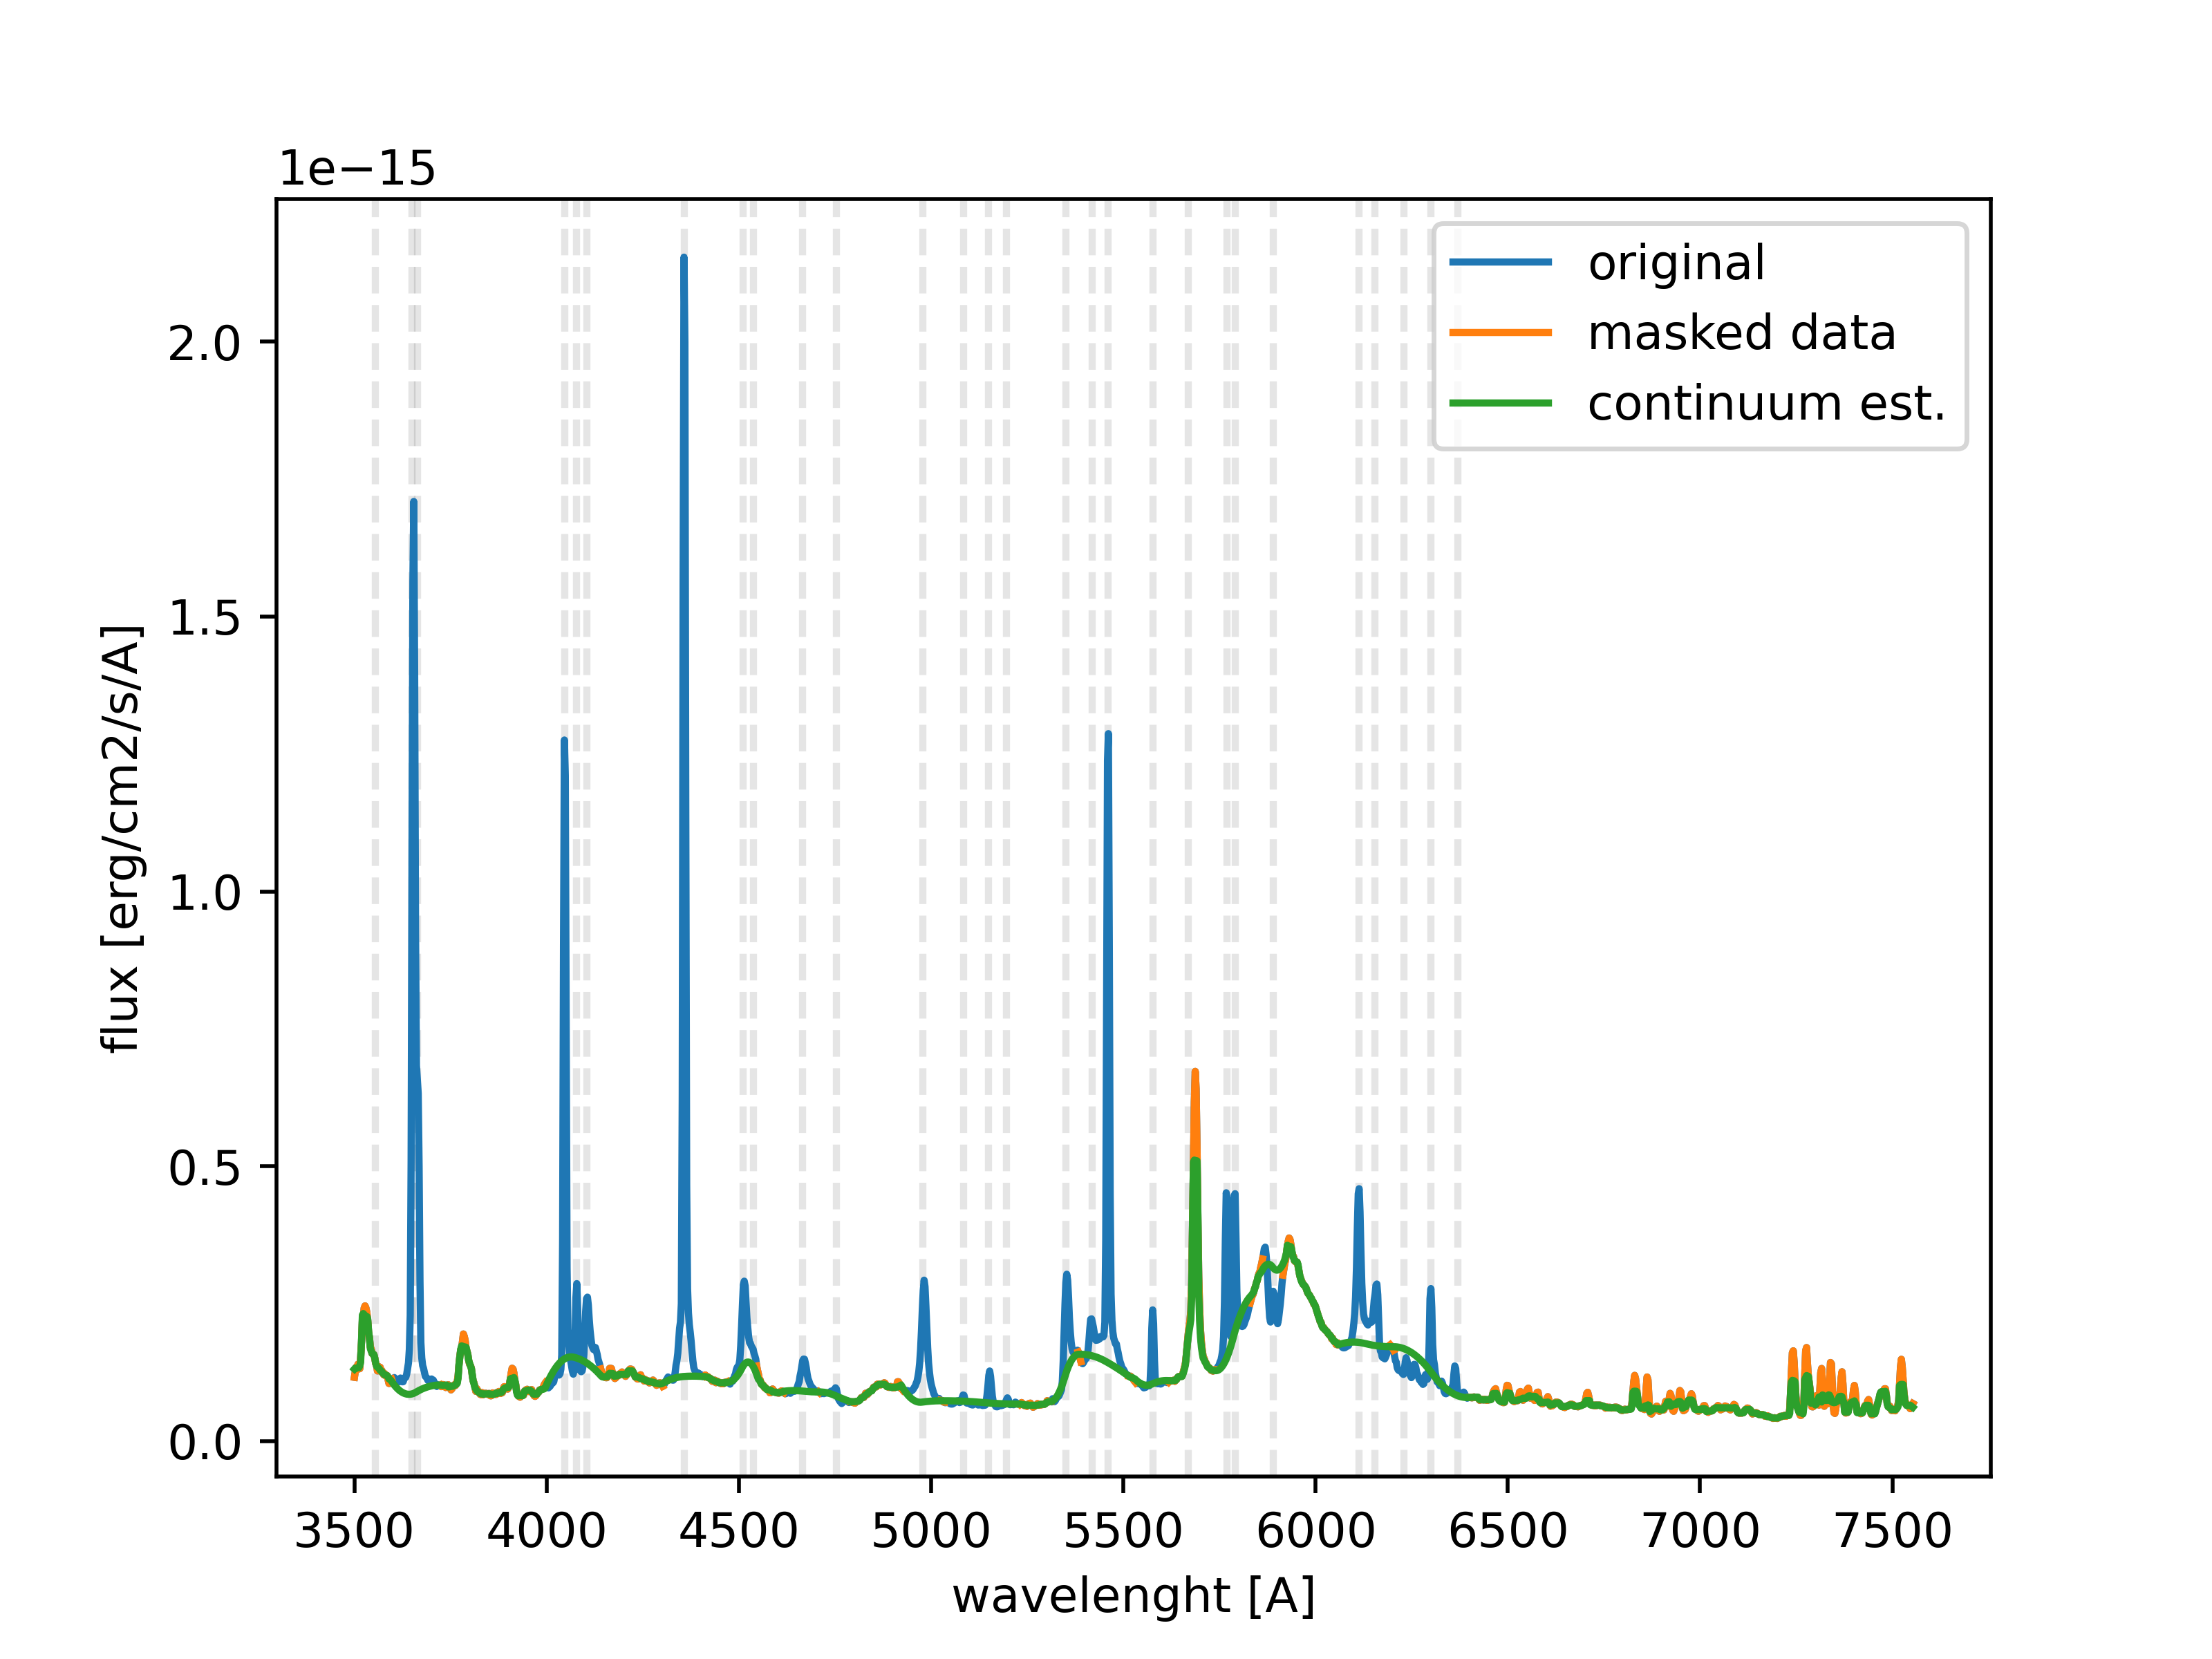 1e−15
original
masked data
continuum est.
2.0
1.5
1.0
0.5
0.0
flux [erg/cm2/s/A]
3500 4000 4500 5000 5500 6000 6500 7000 7500
wavelenght [A]